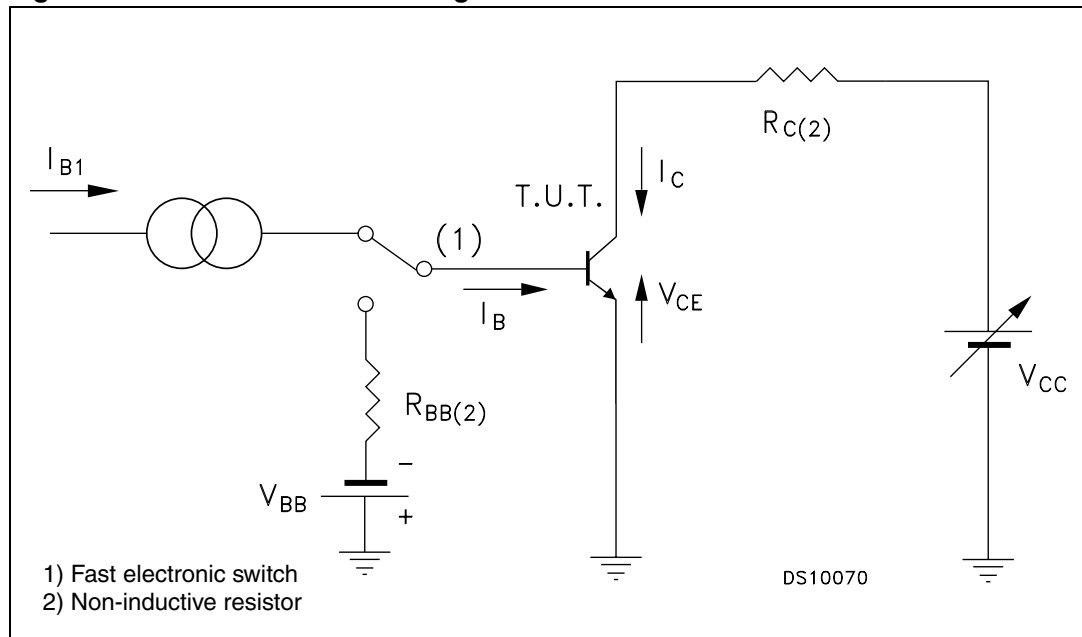 I_B1
R_C(2)
I_C
T.U.T.
(1)
V_CE
I_B
V_CC
R_BB(2)
−
V_BB
+
1) Fast electronic switch
2) Non-inductive resistor
DS10070